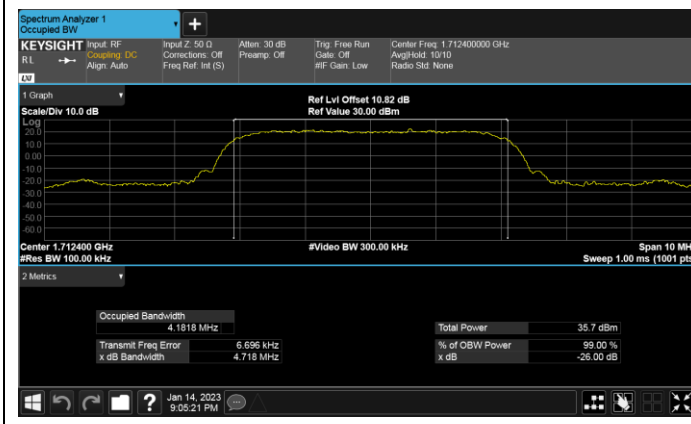 Spectrum Analyzer 1
Occupied BW
KEYSIGHT
RL
LXI
Input: RF
Coupling: DC
Align: Auto
Input Z: 50 Ω
Corrections: Off
Freq Ref: Int (S)
Atten: 30 dB
Preamp: Off
Trig: Free Run
Gate: Off
#IF Gain: Low
Center Freq: 1.712400000 GHz
Avg|Hold: 10/10
Radio Std: None
1 Graph
Scale/Div 10.0 dB
Ref Lvl Offset 10.82 dB
Ref Value 30.00 dBm
Log
20.0
10.0
0.00
-10.0
-20.0
-30.0
-40.0
-50.0
-60.0
Center 1.712400 GHz
#Res BW 100.00 kHz
#Video BW 300.00 kHz
Span 10 MH
Sweep 1.00 ms (1001 pts
2 Metrics
Occupied Bandwidth
4.1818 MHz
Transmit Freq Error 6.696 kHz
x dB Bandwidth 4.718 MHz
Total Power 35.7 dBm
% of OBW Power 99.00 %
x dB -26.00 dB
?
Jan 14, 2023
9:05:21 PM